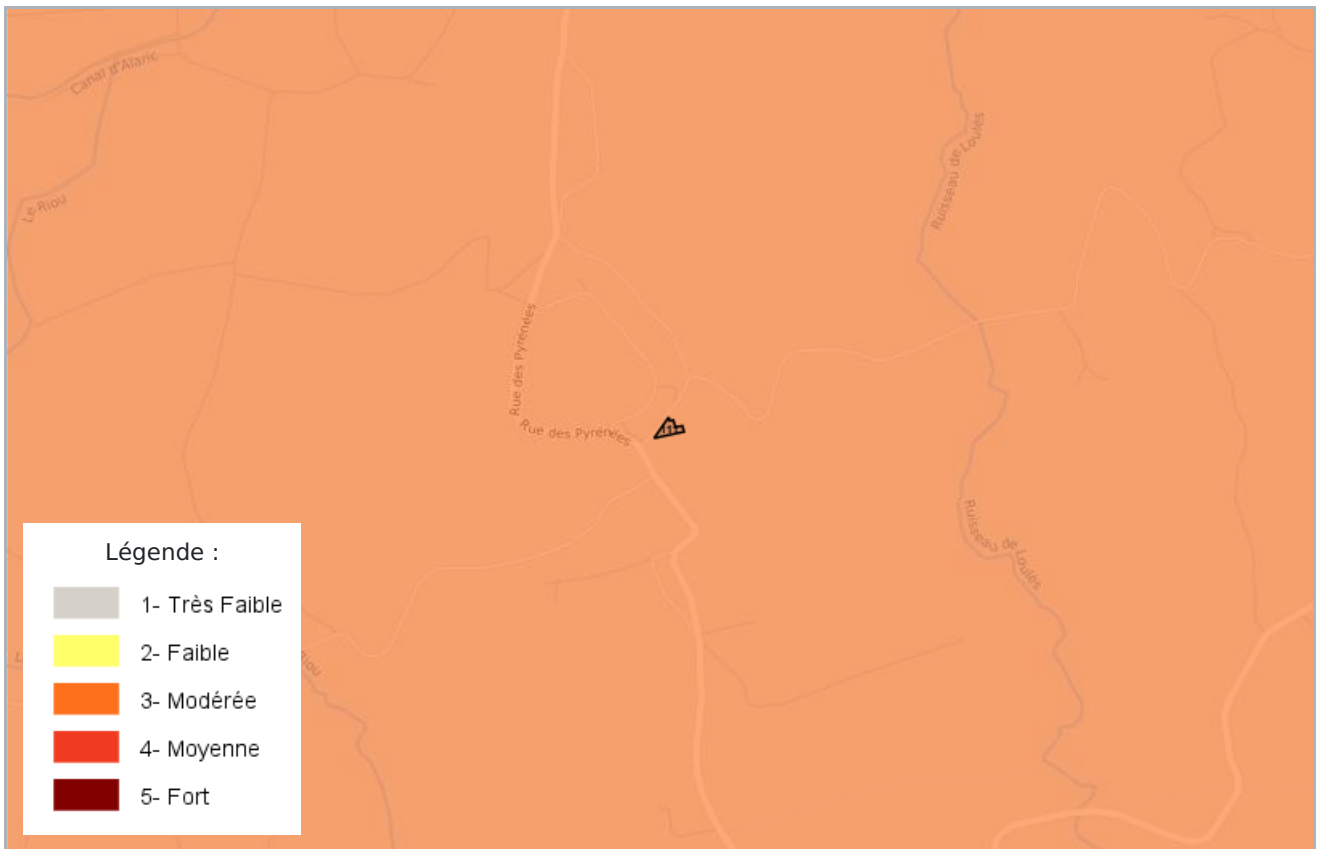 Canal d'Alaric
Le Riou
Ruisseau de Loulès
Rue des Pyrénées
Rue des Pyrénées
Ruisseau de Loulès
Riou
Légende :
1- Très Faible
2- Faible
3- Modérée
4- Moyenne
5- Fort